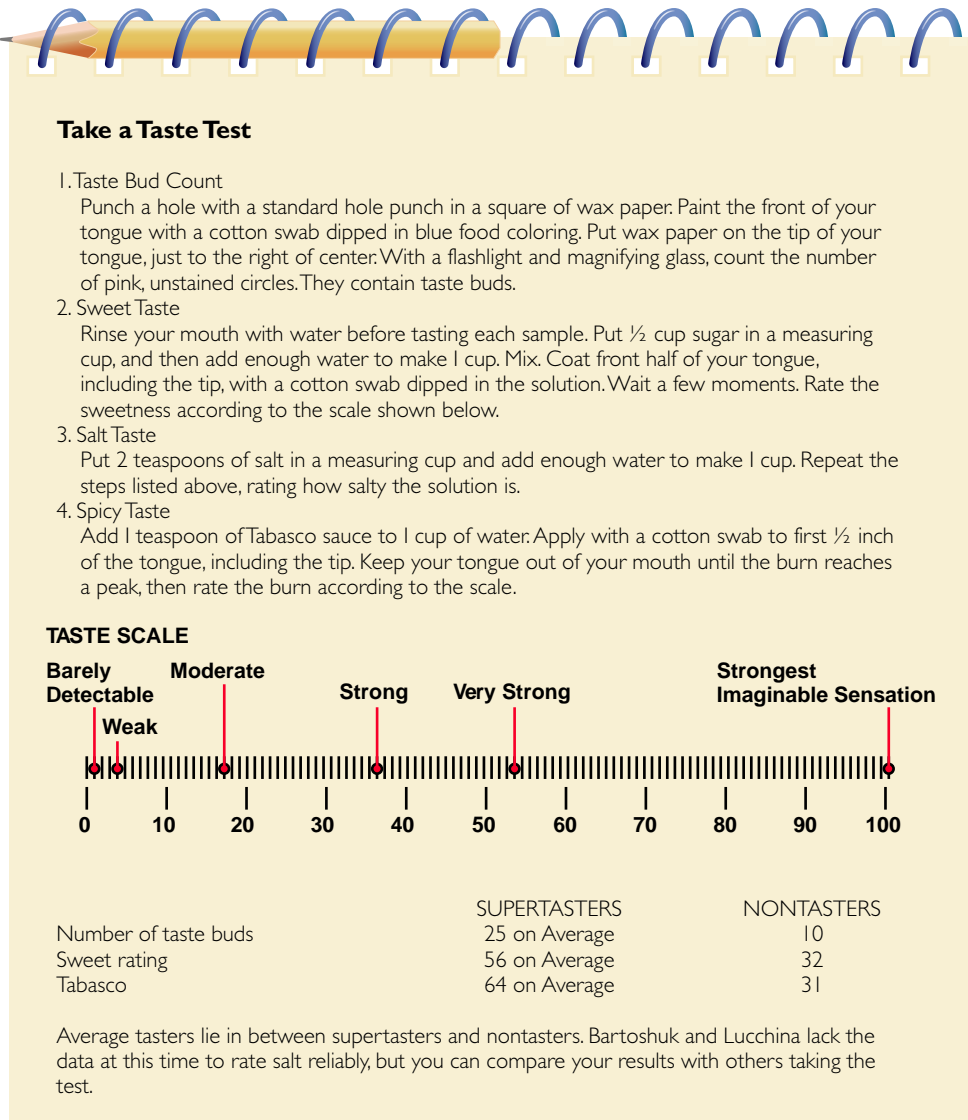 Take a Taste Test
1. Taste Bud Count
Punch a hole with a standard hole punch in a square of wax paper. Paint the front of your
tongue with a cotton swab dipped in blue food coloring. Put wax paper on the tip of your
tongue, just to the right of center. With a flashlight and magnifying glass, count the number
of pink, unstained circles. They contain taste buds.
2. Sweet Taste
Rinse your mouth with water before tasting each sample. Put ½ cup sugar in a measuring
cup, and then add enough water to make 1 cup. Mix. Coat front half of your tongue,
including the tip, with a cotton swab dipped in the solution. Wait a few moments. Rate the
sweetness according to the scale shown below.
3. Salt Taste
Put 2 teaspoons of salt in a measuring cup and add enough water to make 1 cup. Repeat the
steps listed above, rating how salty the solution is.
4. Spicy Taste
Add 1 teaspoon of Tabasco sauce to 1 cup of water. Apply with a cotton swab to first ½ inch
of the tongue, including the tip. Keep your tongue out of your mouth until the burn reaches
a peak, then rate the burn according to the scale.
TASTE SCALE
Barely Detectable
Weak
Moderate
Strong
Very Strong
Strongest Imaginable Sensation
0 10 20 30 40 50 60 70 80 90 100
SUPERTASTERS NONTASTERS
Number of taste buds 25 on Average 10
Sweet rating 56 on Average 32
Tabasco 64 on Average 31
Average tasters lie in between supertasters and nontasters. Bartoshuk and Lucchina lack the
data at this time to rate salt reliably, but you can compare your results with others taking the
test.